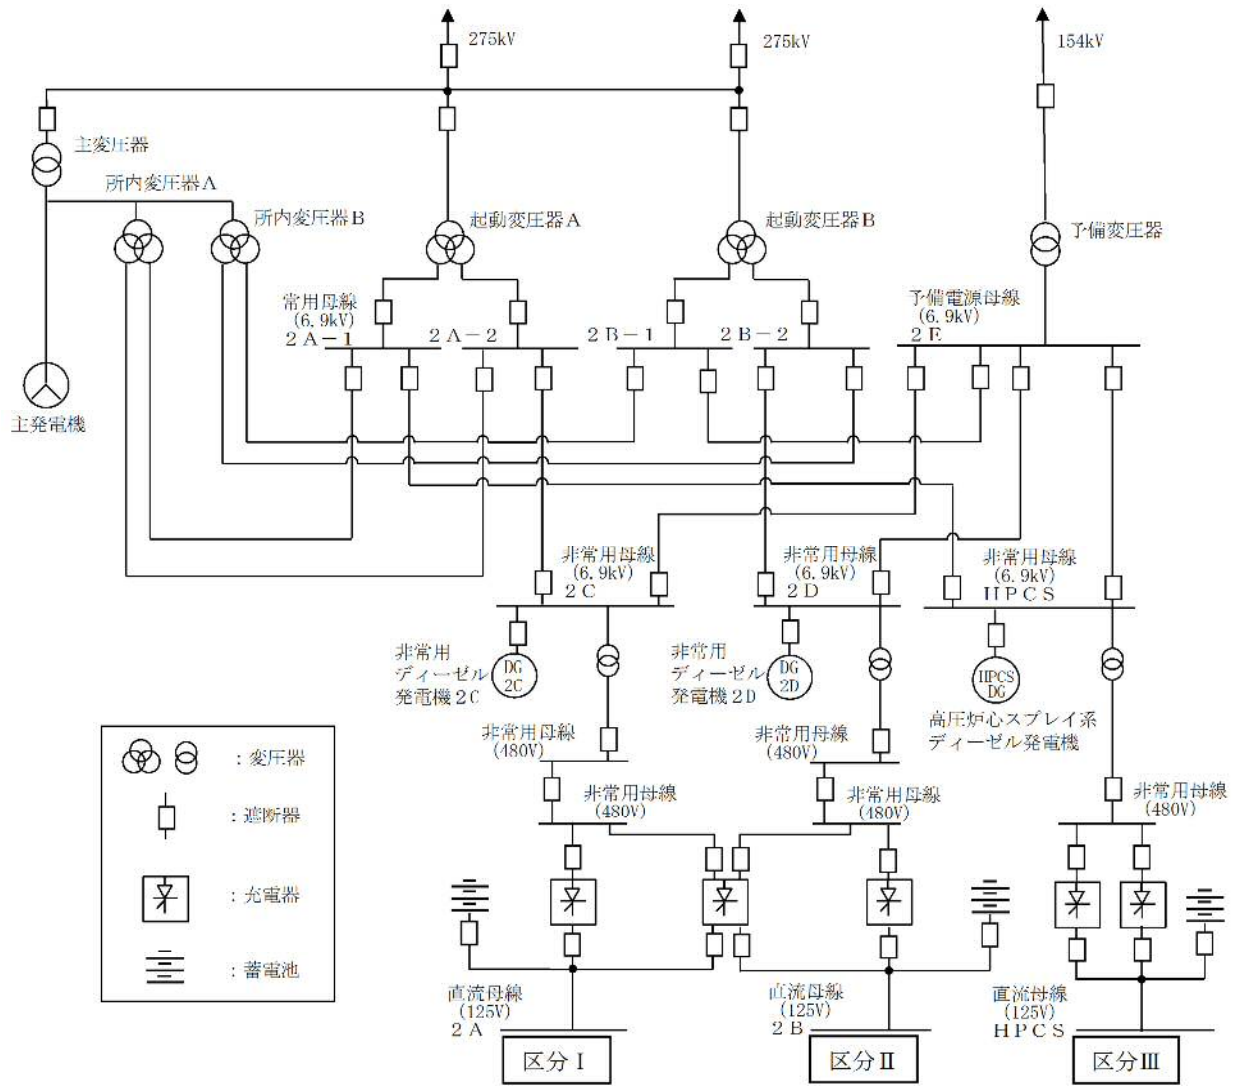 275kV
275kV
154kV
主変圧器
所内変圧器A
所内変圧器B
起動変圧器A
起動変圧器B
予備変圧器
常用母線
(6.9kV)
2A-1
2A-2
2B-1
2B-2
予備電源母線
(6.9kV)
2E
主発電機
非常用母線
(6.9kV)
2C
非常用母線
(6.9kV)
2D
非常用母線
(6.9kV)
HPCS
非常用
ディーゼル
発電機2C
DG
2C
非常用
ディーゼル
発電機2D
DG
2D
HPCS
DG
高圧炉心スプレイ系
ディーゼル発電機
非常用母線
(480V)
非常用母線
(480V)
非常用母線
(480V)
非常用母線
(480V)
非常用母線
(480V)
:変圧器
:遮断器
:充電器
:蓄電池
直流母線
(125V)
2A
直流母線
(125V)
2B
直流母線
(125V)
HPCS
区分Ⅰ
区分Ⅱ
区分Ⅲ